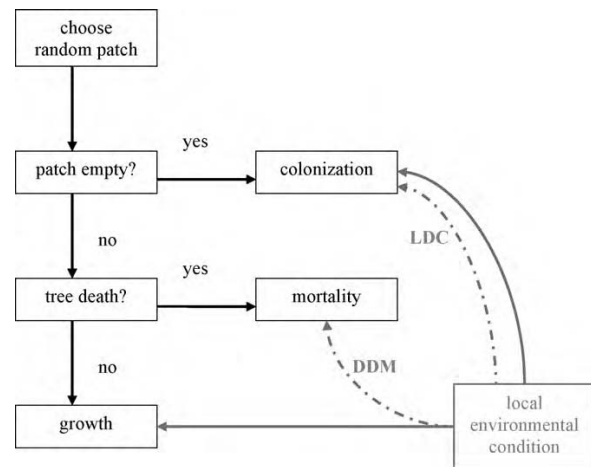 choose
random patch
yes
patch empty?
colonization
LDC
no
yes
tree death?
mortality
no
DDM
growth
local
environmental
condition